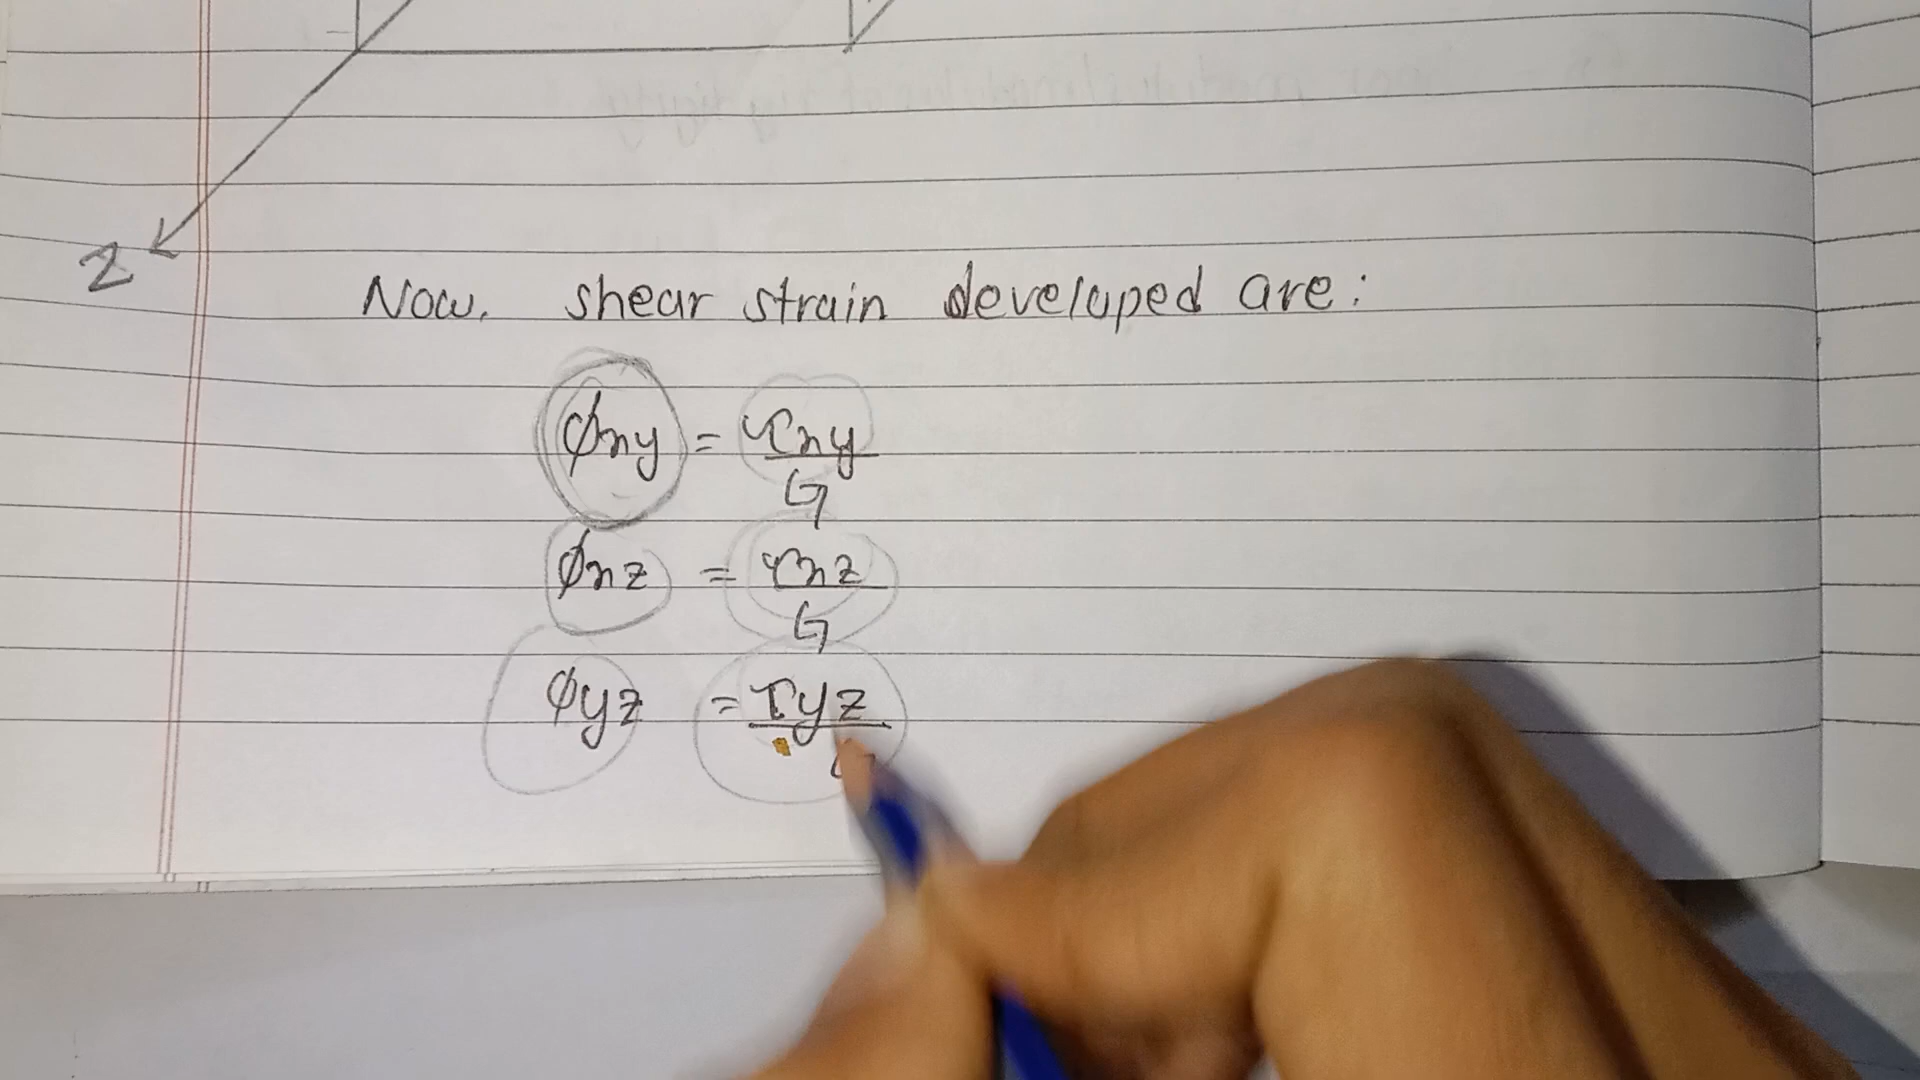 Z
Now, shear strain developed are:
ϕxy = τxy
G
ϕxz = τxz
G
ϕyz = τyz
G